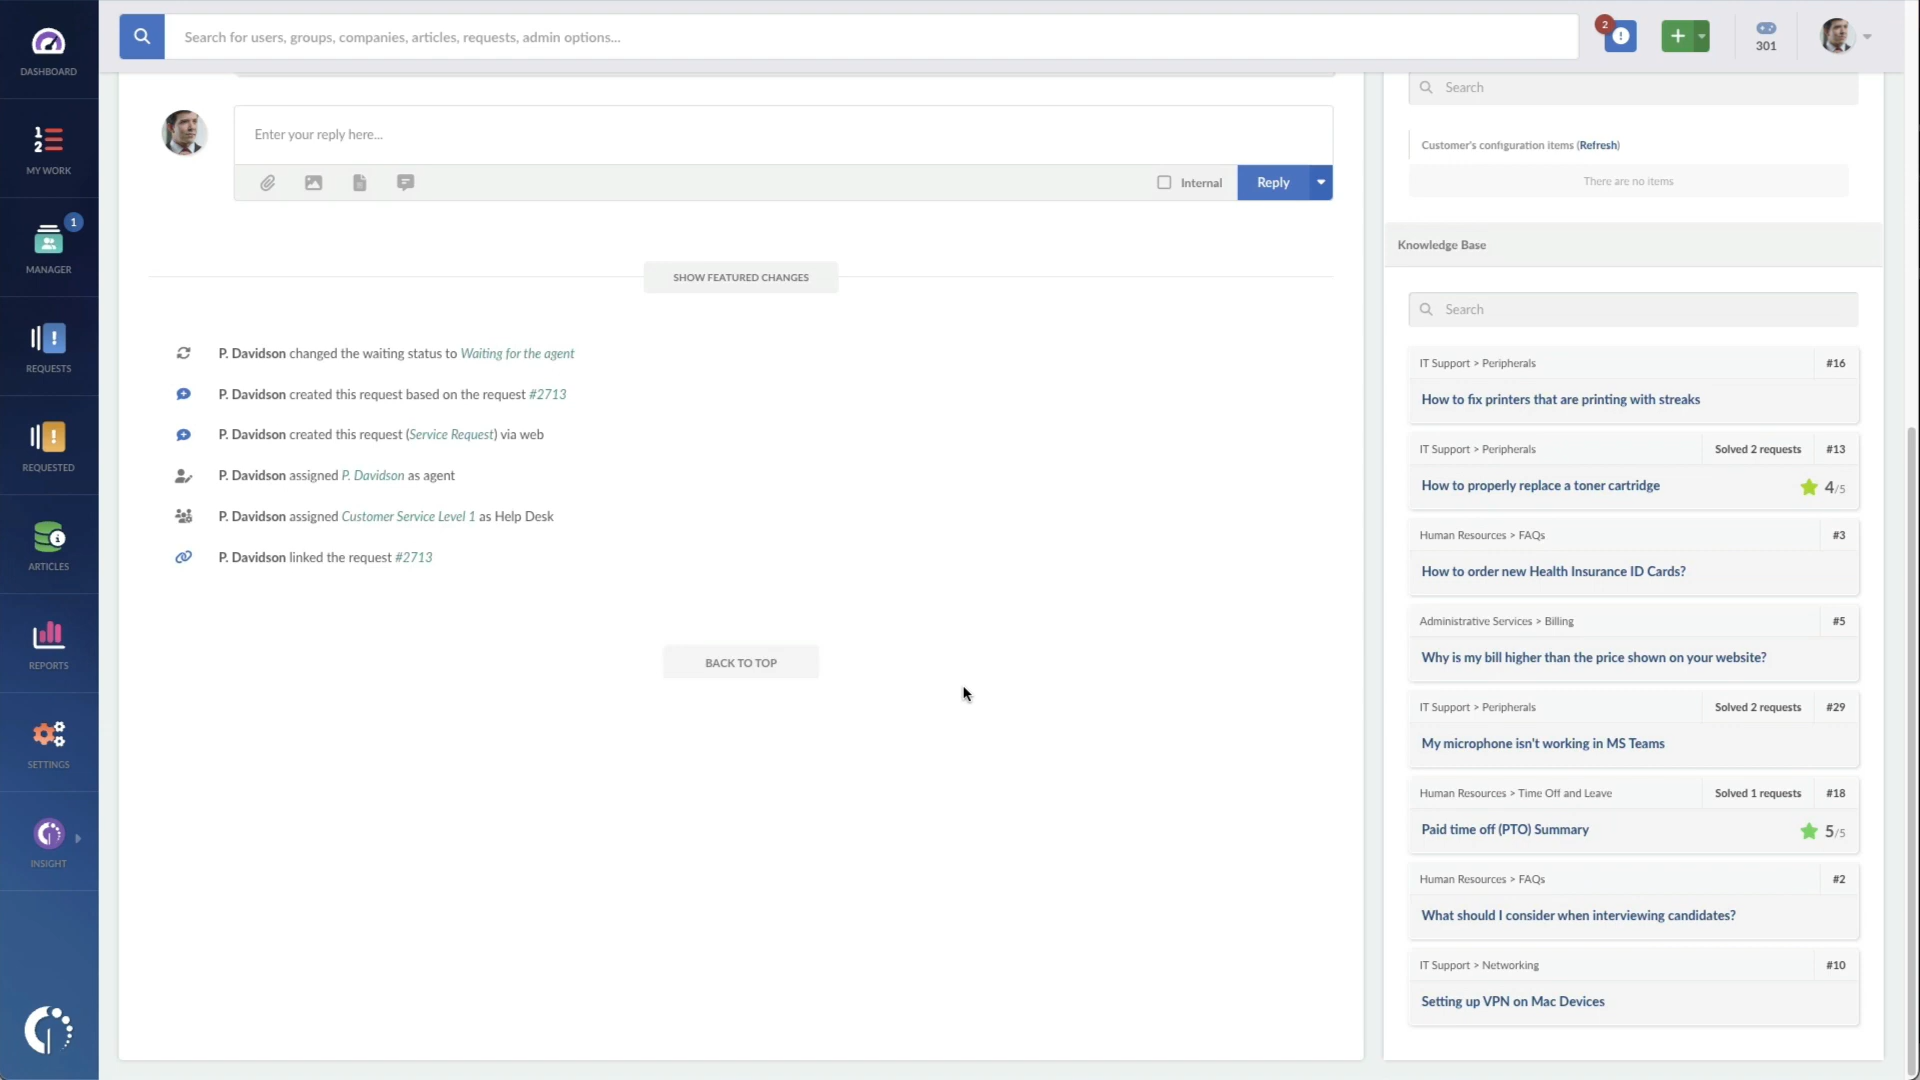 DASHBOARD
1
2
MY WORK
1
MANAGER
REQUESTS
REQUESTED
ARTICLES
REPORTS
SETTINGS
INSIGHT
Search for users, groups, companies, articles, requests, admin options...
2
301
Enter your reply here...
Internal
Reply
SHOW FEATURED CHANGES
P. Davidson changed the waiting status to Waiting for the agent
P. Davidson created this request based on the request #2713
P. Davidson created this request (Service Request) via web
P. Davidson assigned P. Davidson as agent
P. Davidson assigned Customer Service Level 1 as Help Desk
P. Davidson linked the request #2713
BACK TO TOP
Search
Customer's configuration items (Refresh)
There are no items
Knowledge Base
Search
IT Support > Peripherals #16
How to fix printers that are printing with streaks
IT Support > Peripherals Solved 2 requests #13
How to properly replace a toner cartridge 4/5
Human Resources > FAQs #3
How to order new Health Insurance ID Cards?
Administrative Services > Billing #5
Why is my bill higher than the price shown on your website?
IT Support > Peripherals Solved 2 requests #29
My microphone isn't working in MS Teams
Human Resources > Time Off and Leave Solved 1 requests #18
Paid time off (PTO) Summary 5/5
Human Resources > FAQs #2
What should I consider when interviewing candidates?
IT Support > Networking #10
Setting up VPN on Mac Devices